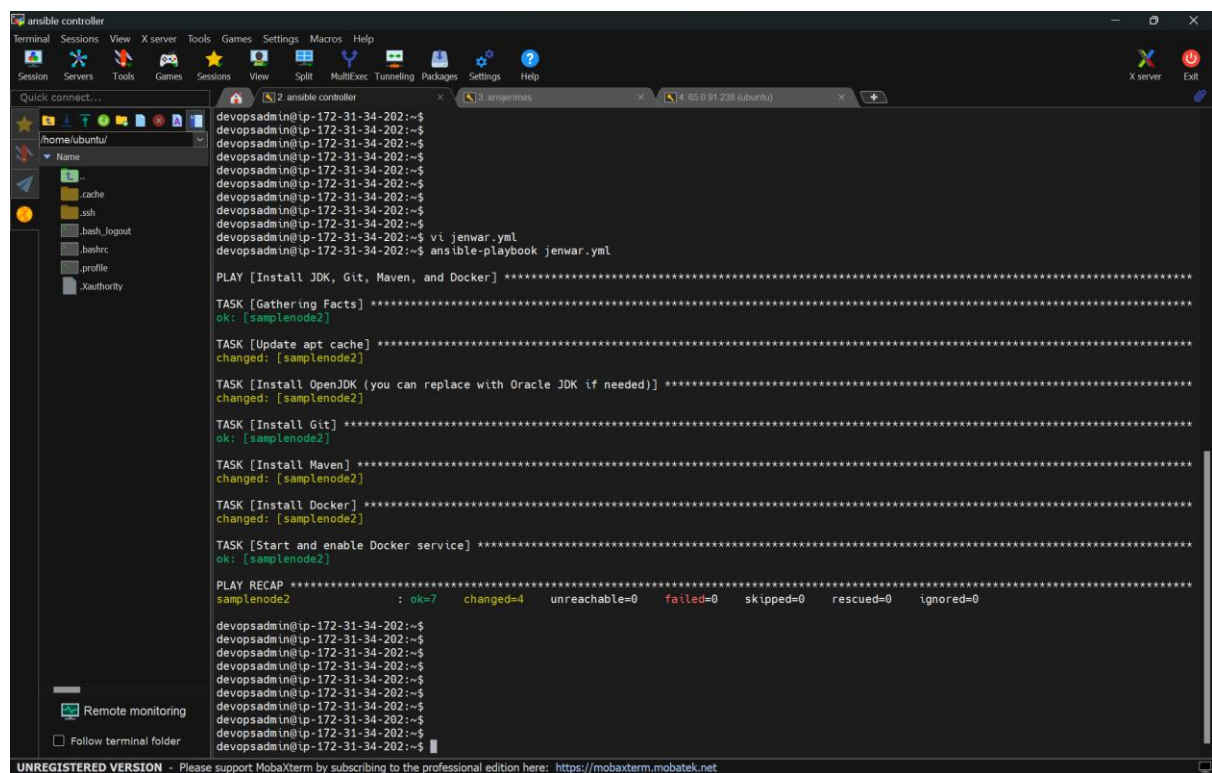 ansible controller
Terminal Sessions View X server Tools Games Settings Macros Help
Session Servers Tools Games Sessions View Split MultiExec Tunneling Packages Settings Help X server Exit
Quick connect...
2. ansible controller
3. ansjenmas
4. 65.0.91.238 (ubuntu)
/home/ubuntu/
Name
..
.cache
.ssh
.bash_logout
.bashrc
.profile
.Xauthority
Remote monitoring
Follow terminal folder
devopsadmin@ip-172-31-34-202:~$
devopsadmin@ip-172-31-34-202:~$
devopsadmin@ip-172-31-34-202:~$
devopsadmin@ip-172-31-34-202:~$
devopsadmin@ip-172-31-34-202:~$
devopsadmin@ip-172-31-34-202:~$
devopsadmin@ip-172-31-34-202:~$
devopsadmin@ip-172-31-34-202:~$
devopsadmin@ip-172-31-34-202:~$
devopsadmin@ip-172-31-34-202:~$ vi jenwar.yml
devopsadmin@ip-172-31-34-202:~$ ansible-playbook jenwar.yml
PLAY [Install JDK, Git, Maven, and Docker] *******************************************************************************************************
TASK [Gathering Facts] ***************************************************************************************************************************
ok: [samplenode2]
TASK [Update apt cache] **************************************************************************************************************************
changed: [samplenode2]
TASK [Install OpenJDK (you can replace with Oracle JDK if needed)] *******************************************************************************
changed: [samplenode2]
TASK [Install Git] *******************************************************************************************************************************
ok: [samplenode2]
TASK [Install Maven] *****************************************************************************************************************************
changed: [samplenode2]
TASK [Install Docker] ****************************************************************************************************************************
changed: [samplenode2]
TASK [Start and enable Docker service] ***********************************************************************************************************
ok: [samplenode2]
PLAY RECAP ***************************************************************************************************************************************
samplenode2 : ok=7 changed=4 unreachable=0 failed=0 skipped=0 rescued=0 ignored=0
devopsadmin@ip-172-31-34-202:~$
devopsadmin@ip-172-31-34-202:~$
devopsadmin@ip-172-31-34-202:~$
devopsadmin@ip-172-31-34-202:~$
devopsadmin@ip-172-31-34-202:~$
devopsadmin@ip-172-31-34-202:~$
devopsadmin@ip-172-31-34-202:~$
devopsadmin@ip-172-31-34-202:~$
devopsadmin@ip-172-31-34-202:~$
devopsadmin@ip-172-31-34-202:~$
UNREGISTERED VERSION - Please support MobaXterm by subscribing to the professional edition here: https://mobaxterm.mobatek.net